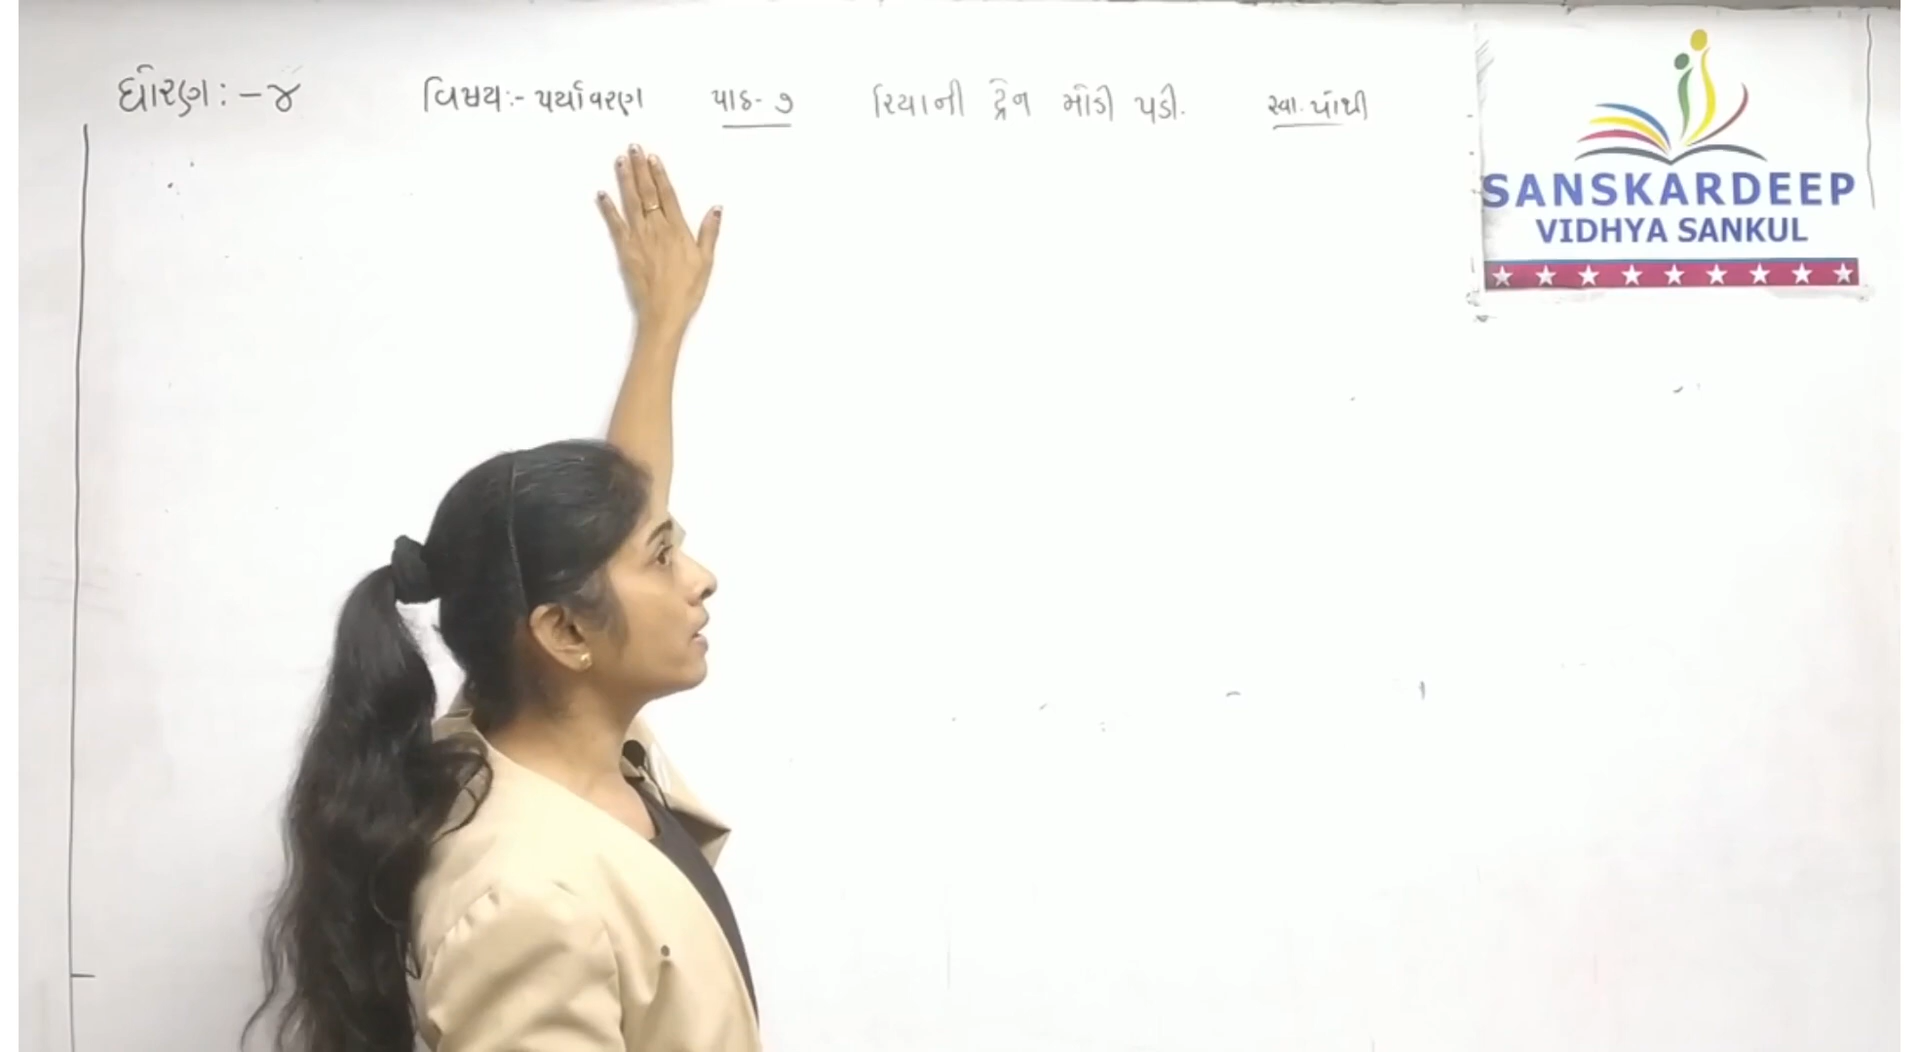 ધોરણ:-૪ વિષય:- પર્યાવરણ પાઠ-૭ રિયાની ટ્રેન મોડી પડી. સ્વા. પોથી
SANSKARDEEP
VIDHYA SANKUL